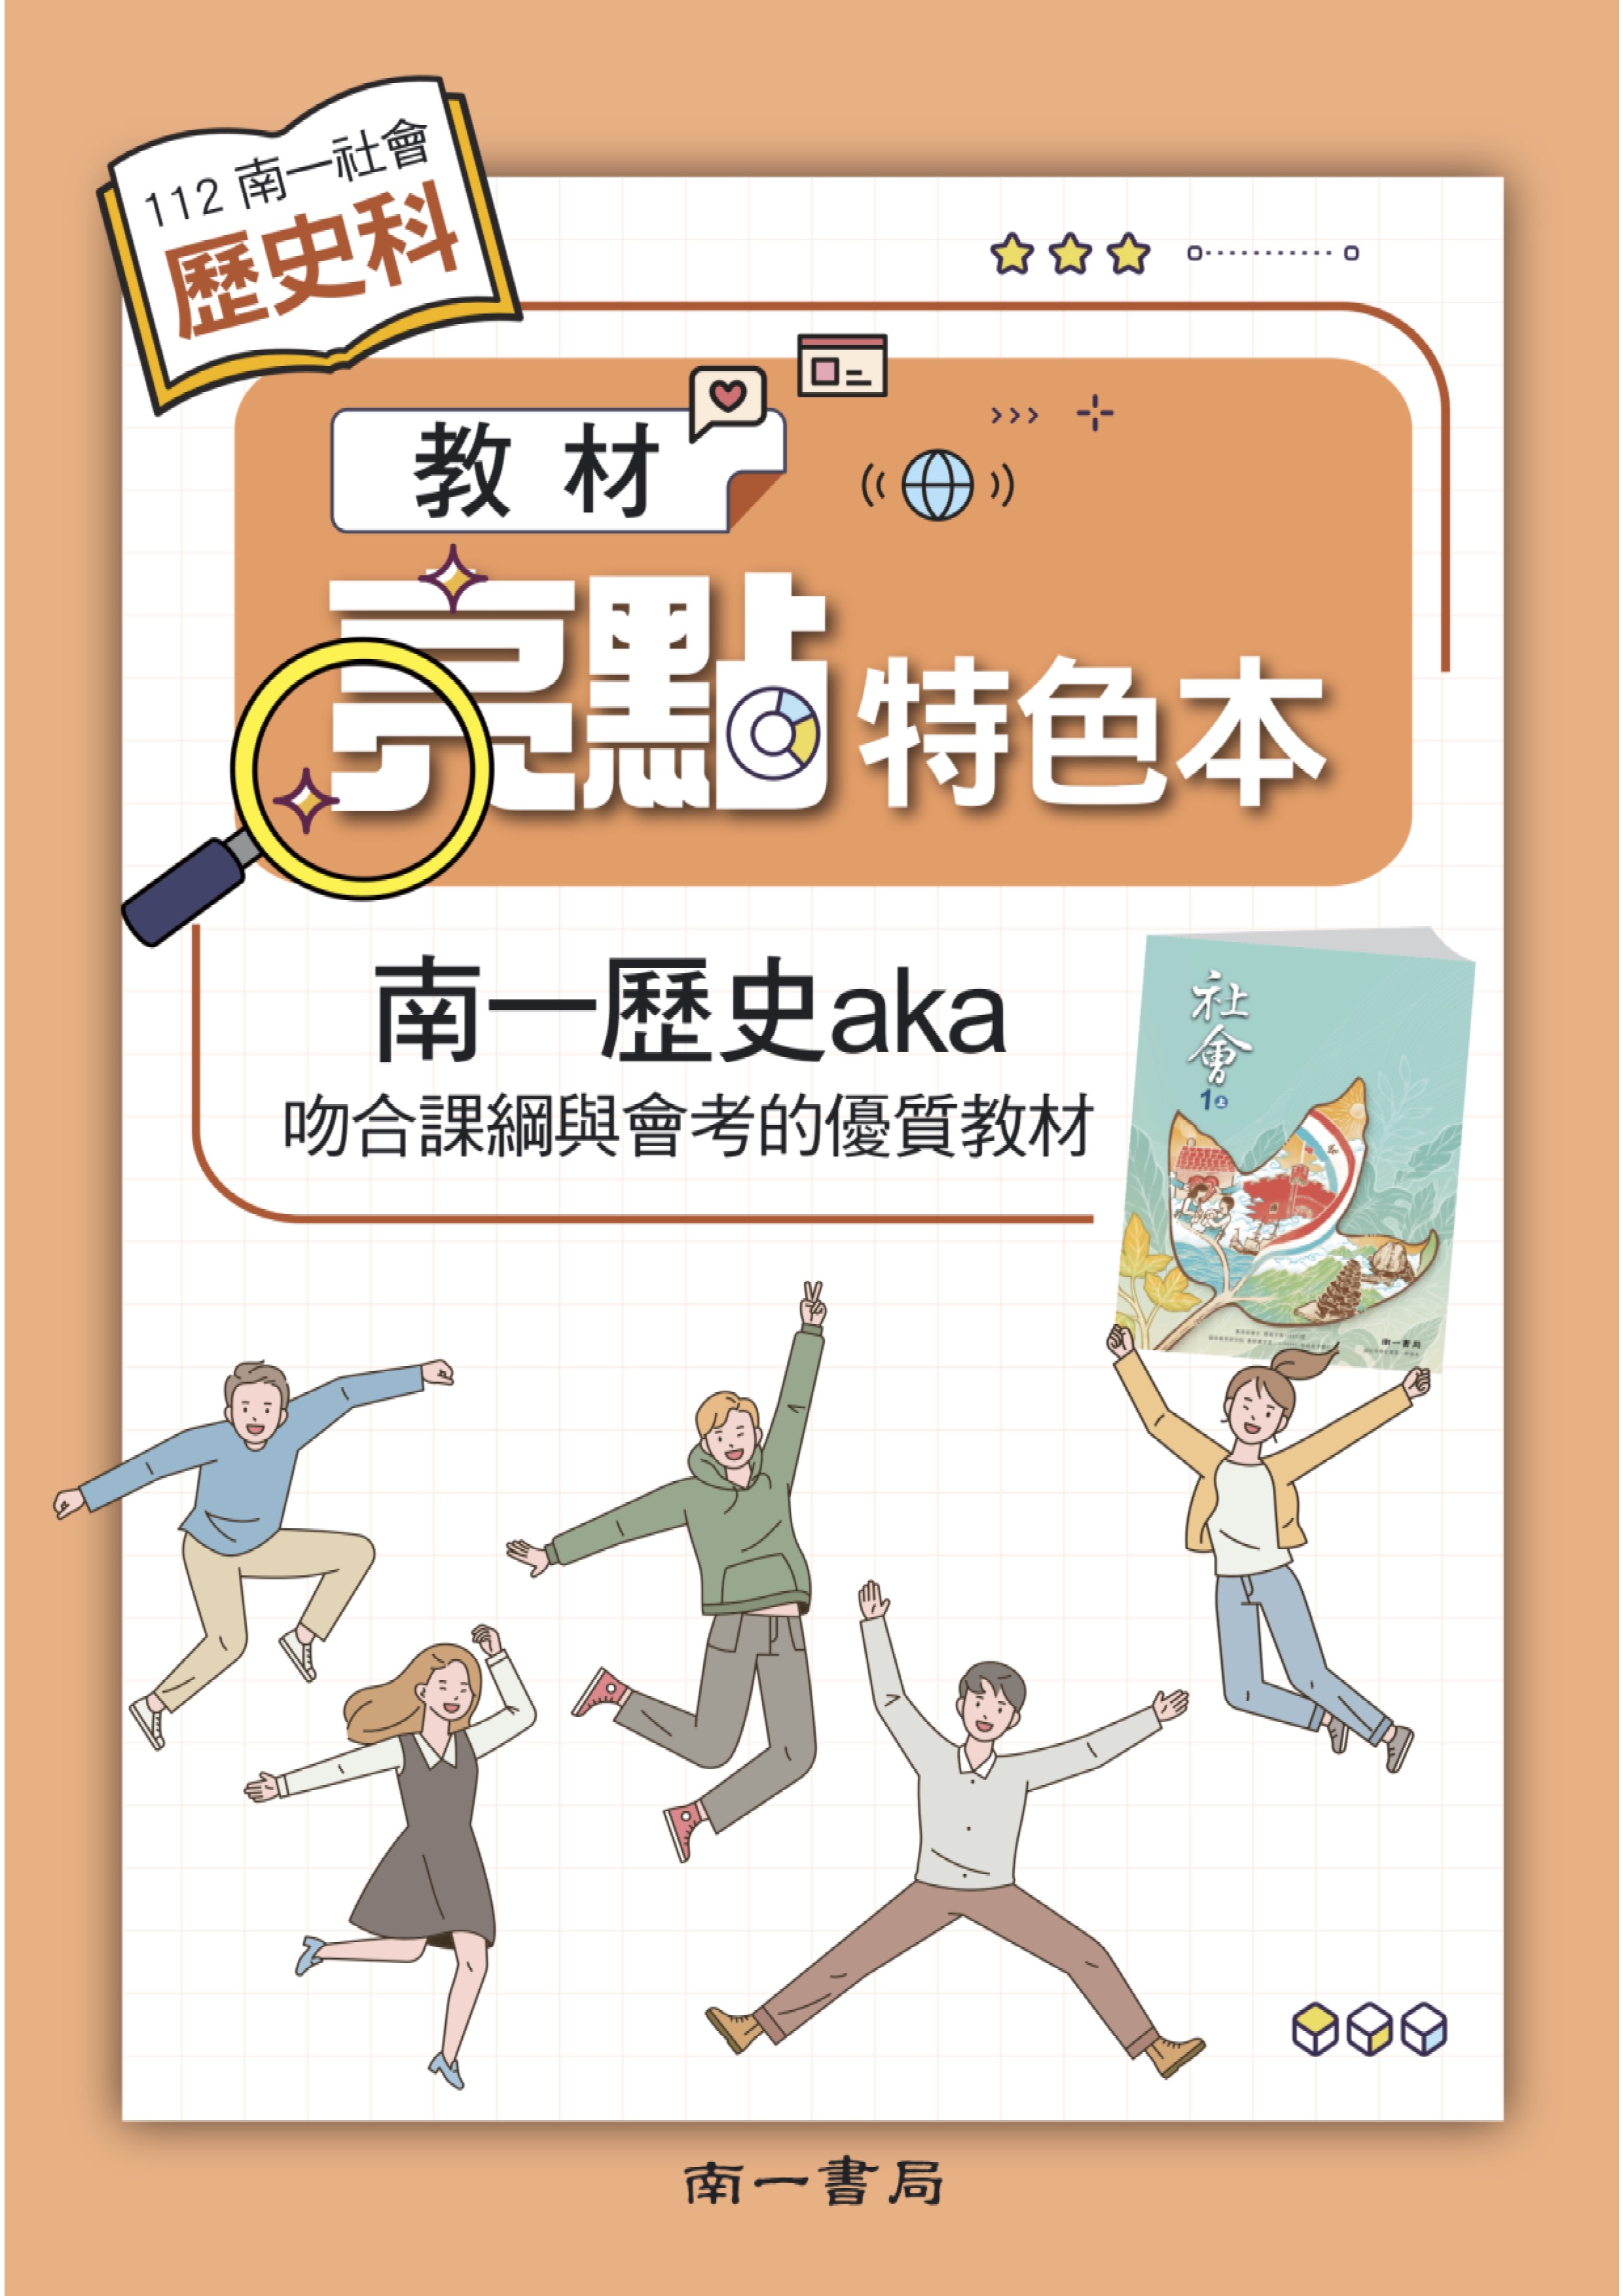 112 南一社會
歷史科
教材
亮點特色本
南一歷史aka
吻合課綱與會考的優質教材
社會
1上
南一書局
南一書局